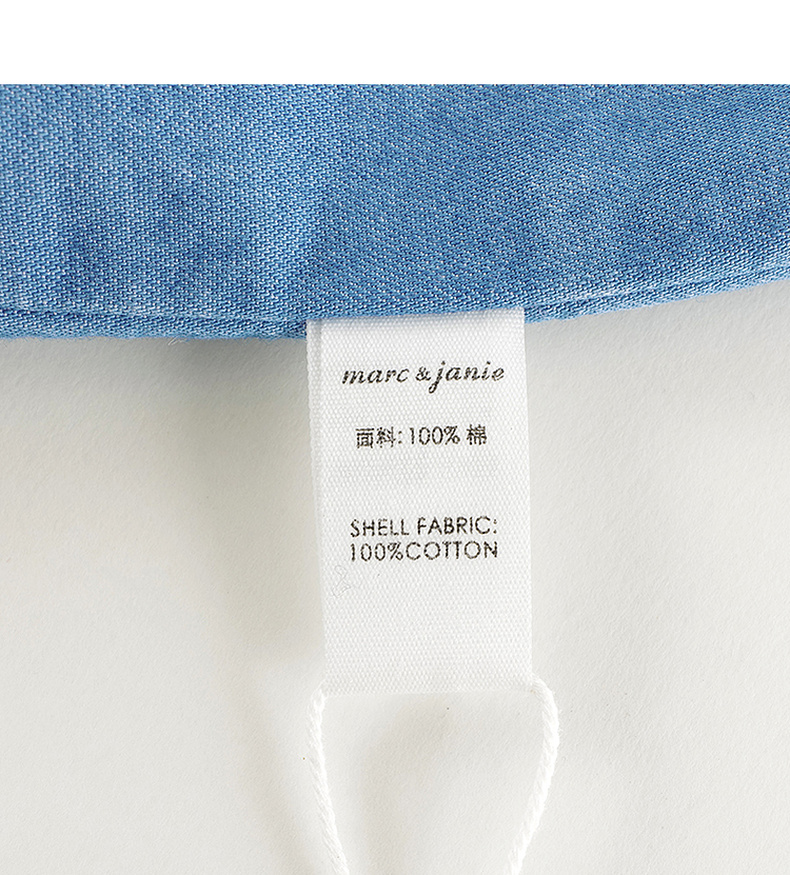 marc & janie
面料: 100% 棉
SHELL FABRIC:
100%COTTON